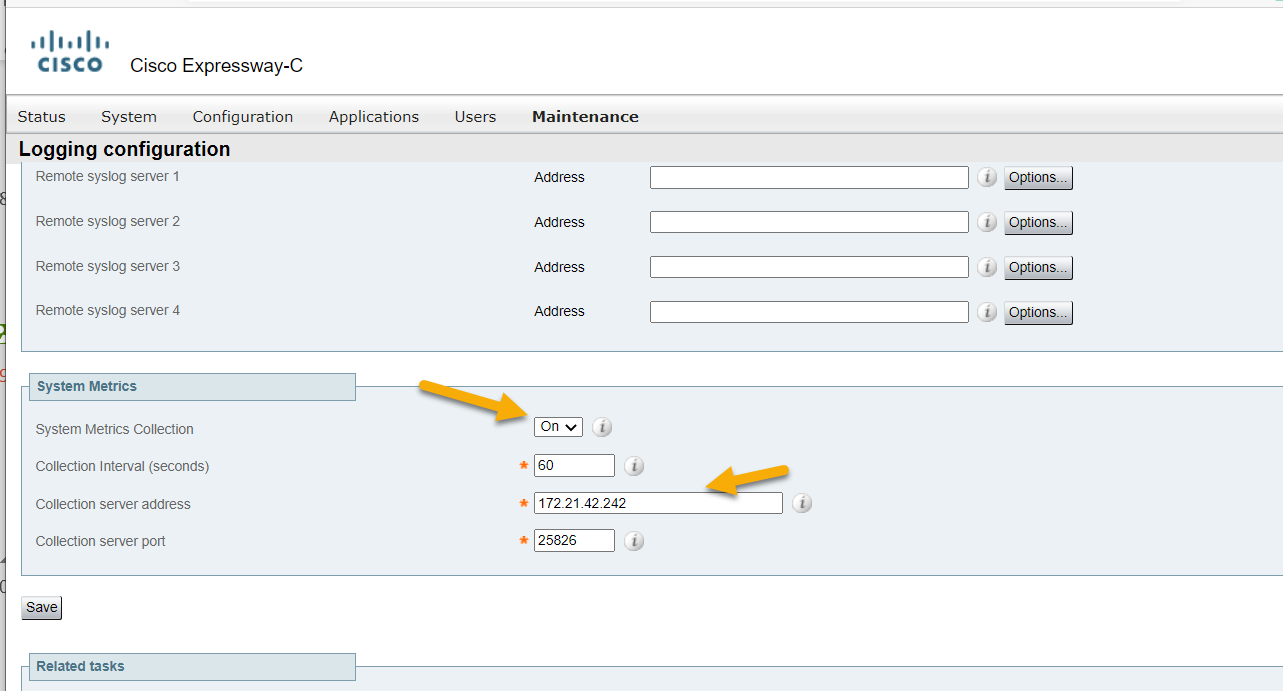 CISCO
Cisco Expressway-C
Status System Configuration Applications Users Maintenance
Logging configuration
Remote syslog server 1 Address i Options...
Remote syslog server 2 Address i Options...
Remote syslog server 3 Address i Options...
Remote syslog server 4 Address i Options...
System Metrics
System Metrics Collection On i
Collection Interval (seconds) * 60 i
Collection server address * 172.21.42.242 i
Collection server port * 25826 i
Save
Related tasks